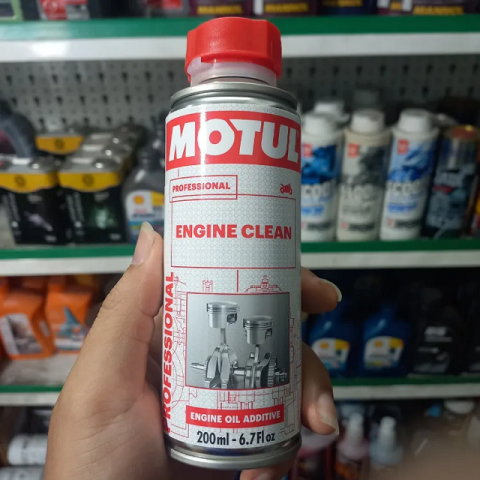 MOTUL
PROFESSIONAL
ENGINE CLEAN
PROFESSIONAL
ENGINE OIL ADDITIVE
200ml - 6.7Fl oz